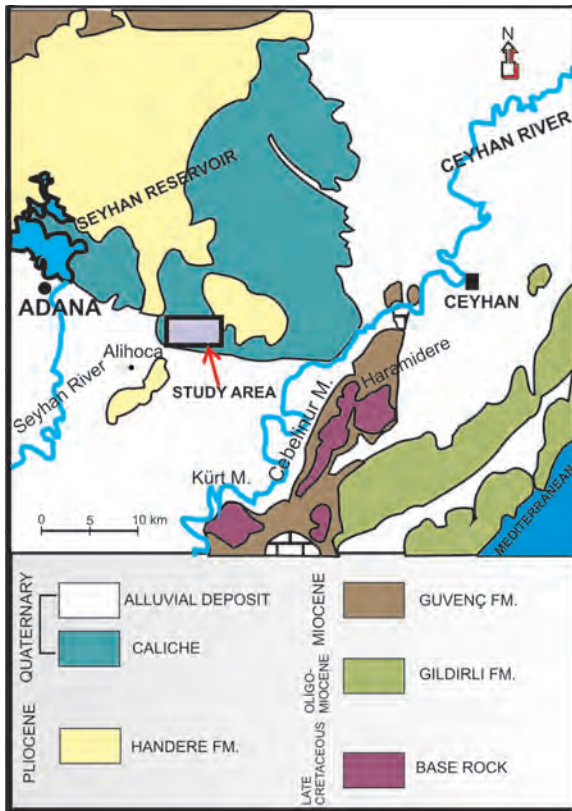 N
CEYHAN RIVER
SEYHAN RESERVOIR
ADANA
CEYHAN
Alihoca
STUDY AREA
Seyhan River
Haramidere
Cebelinur M.
Kürt M.
0 5 10 km
MEDITERRANEAN
QUATERNARY
ALLUVIAL DEPOSIT
CALICHE
PLIOCENE
HANDERE FM.
MIOCENE
GUVENÇ FM.
OLIGO-
MIOCENE
GILDIRLI FM.
LATE
CRETACEOUS
BASE ROCK